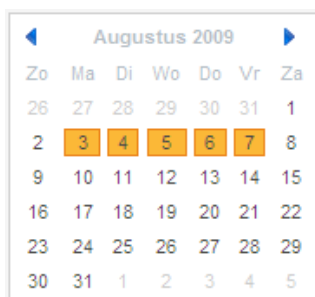 Augustus 2009
Zo Ma Di Wo Do Vr Za
26 27 28 29 30 31 1
2 3 4 5 6 7 8
9 10 11 12 13 14 15
16 17 18 19 20 21 22
23 24 25 26 27 28 29
30 31 1 2 3 4 5